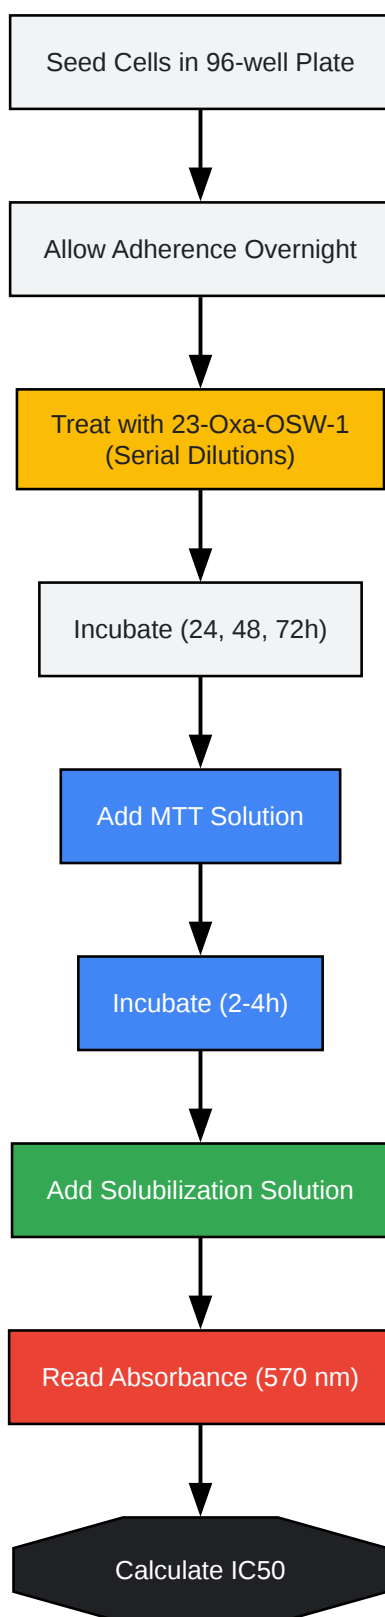 Seed Cells in 96-well Plate
Allow Adherence Overnight
Treat with 23-Oxa-OSW-1
(Serial Dilutions)
Incubate (24, 48, 72h)
Add MTT Solution
Incubate (2-4h)
Add Solubilization Solution
Read Absorbance (570 nm)
Calculate IC50